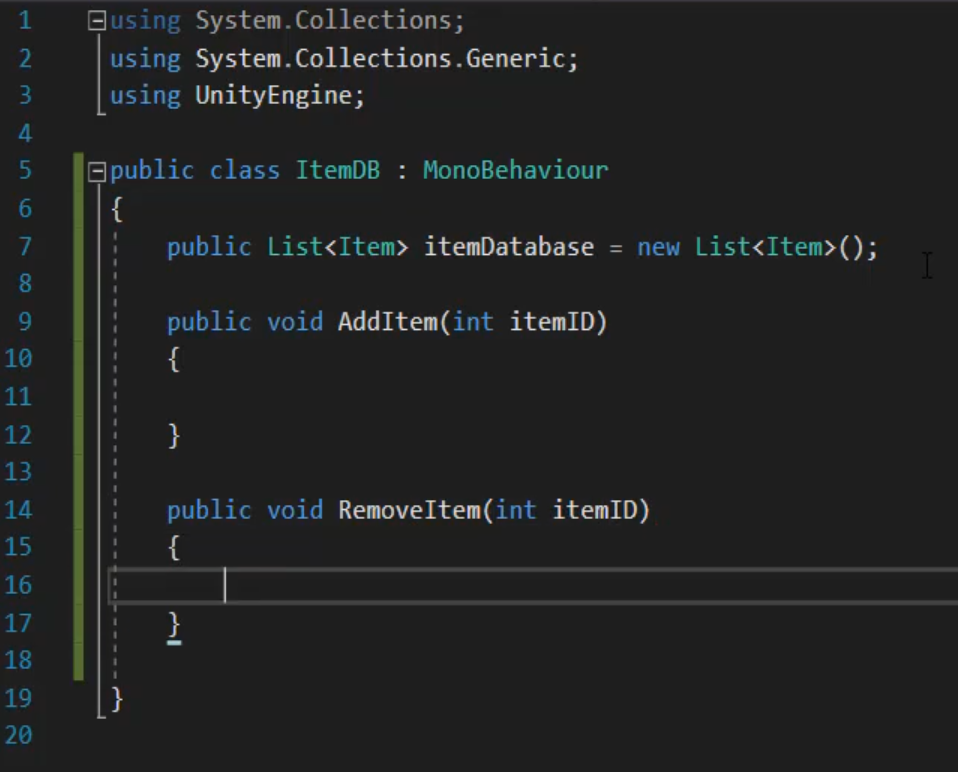 1 using System.Collections;
2 using System.Collections.Generic;
3 using UnityEngine;
4
5 public class ItemDB : MonoBehaviour
6 {
7 public List<Item> itemDatabase = new List<Item>();
8
9 public void AddItem(int itemID)
10 {
11
12 }
13
14 public void RemoveItem(int itemID)
15 {
16
17 }
18
19 }
20